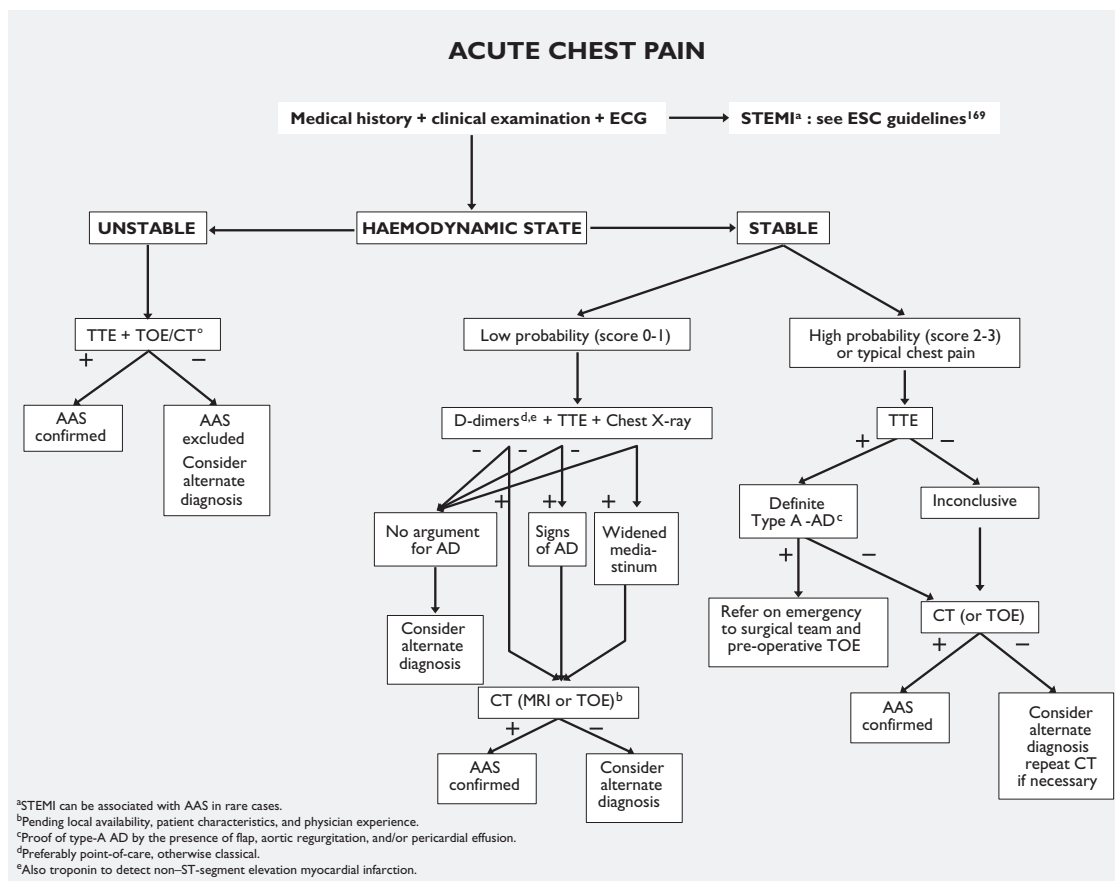 ACUTE CHEST PAIN
Medical history + clinical examination + ECG
STEMIᵃ : see ESC guidelines¹⁶⁹
UNSTABLE
HAEMODYNAMIC STATE
STABLE
TTE + TOE/CT°
Low probability (score 0-1)
High probability (score 2-3)
or typical chest pain
+
–
AAS
confirmed
AAS
excluded
Consider
alternate
diagnosis
D-dimersᵈ,ᵉ + TTE + Chest X-ray
TTE
-
-
-
+
+
+
+
–
No argument
for AD
Signs
of AD
Widened
media-
stinum
Definite
Type A -ADᶜ
Inconclusive
+
–
Consider
alternate
diagnosis
Refer on emergency
to surgical team and
pre-operative TOE
CT (or TOE)
CT (MRI or TOE)ᵇ
+
–
+
–
AAS
confirmed
Consider
alternate
diagnosis
AAS
confirmed
Consider
alternate
diagnosis
repeat CT
if necessary
ᵃSTEMI can be associated with AAS in rare cases.
ᵇPending local availability, patient characteristics, and physician experience.
ᶜProof of type-A AD by the presence of flap, aortic regurgitation, and/or pericardial effusion.
ᵈPreferably point-of-care, otherwise classical.
ᵉAlso troponin to detect non–ST-segment elevation myocardial infarction.